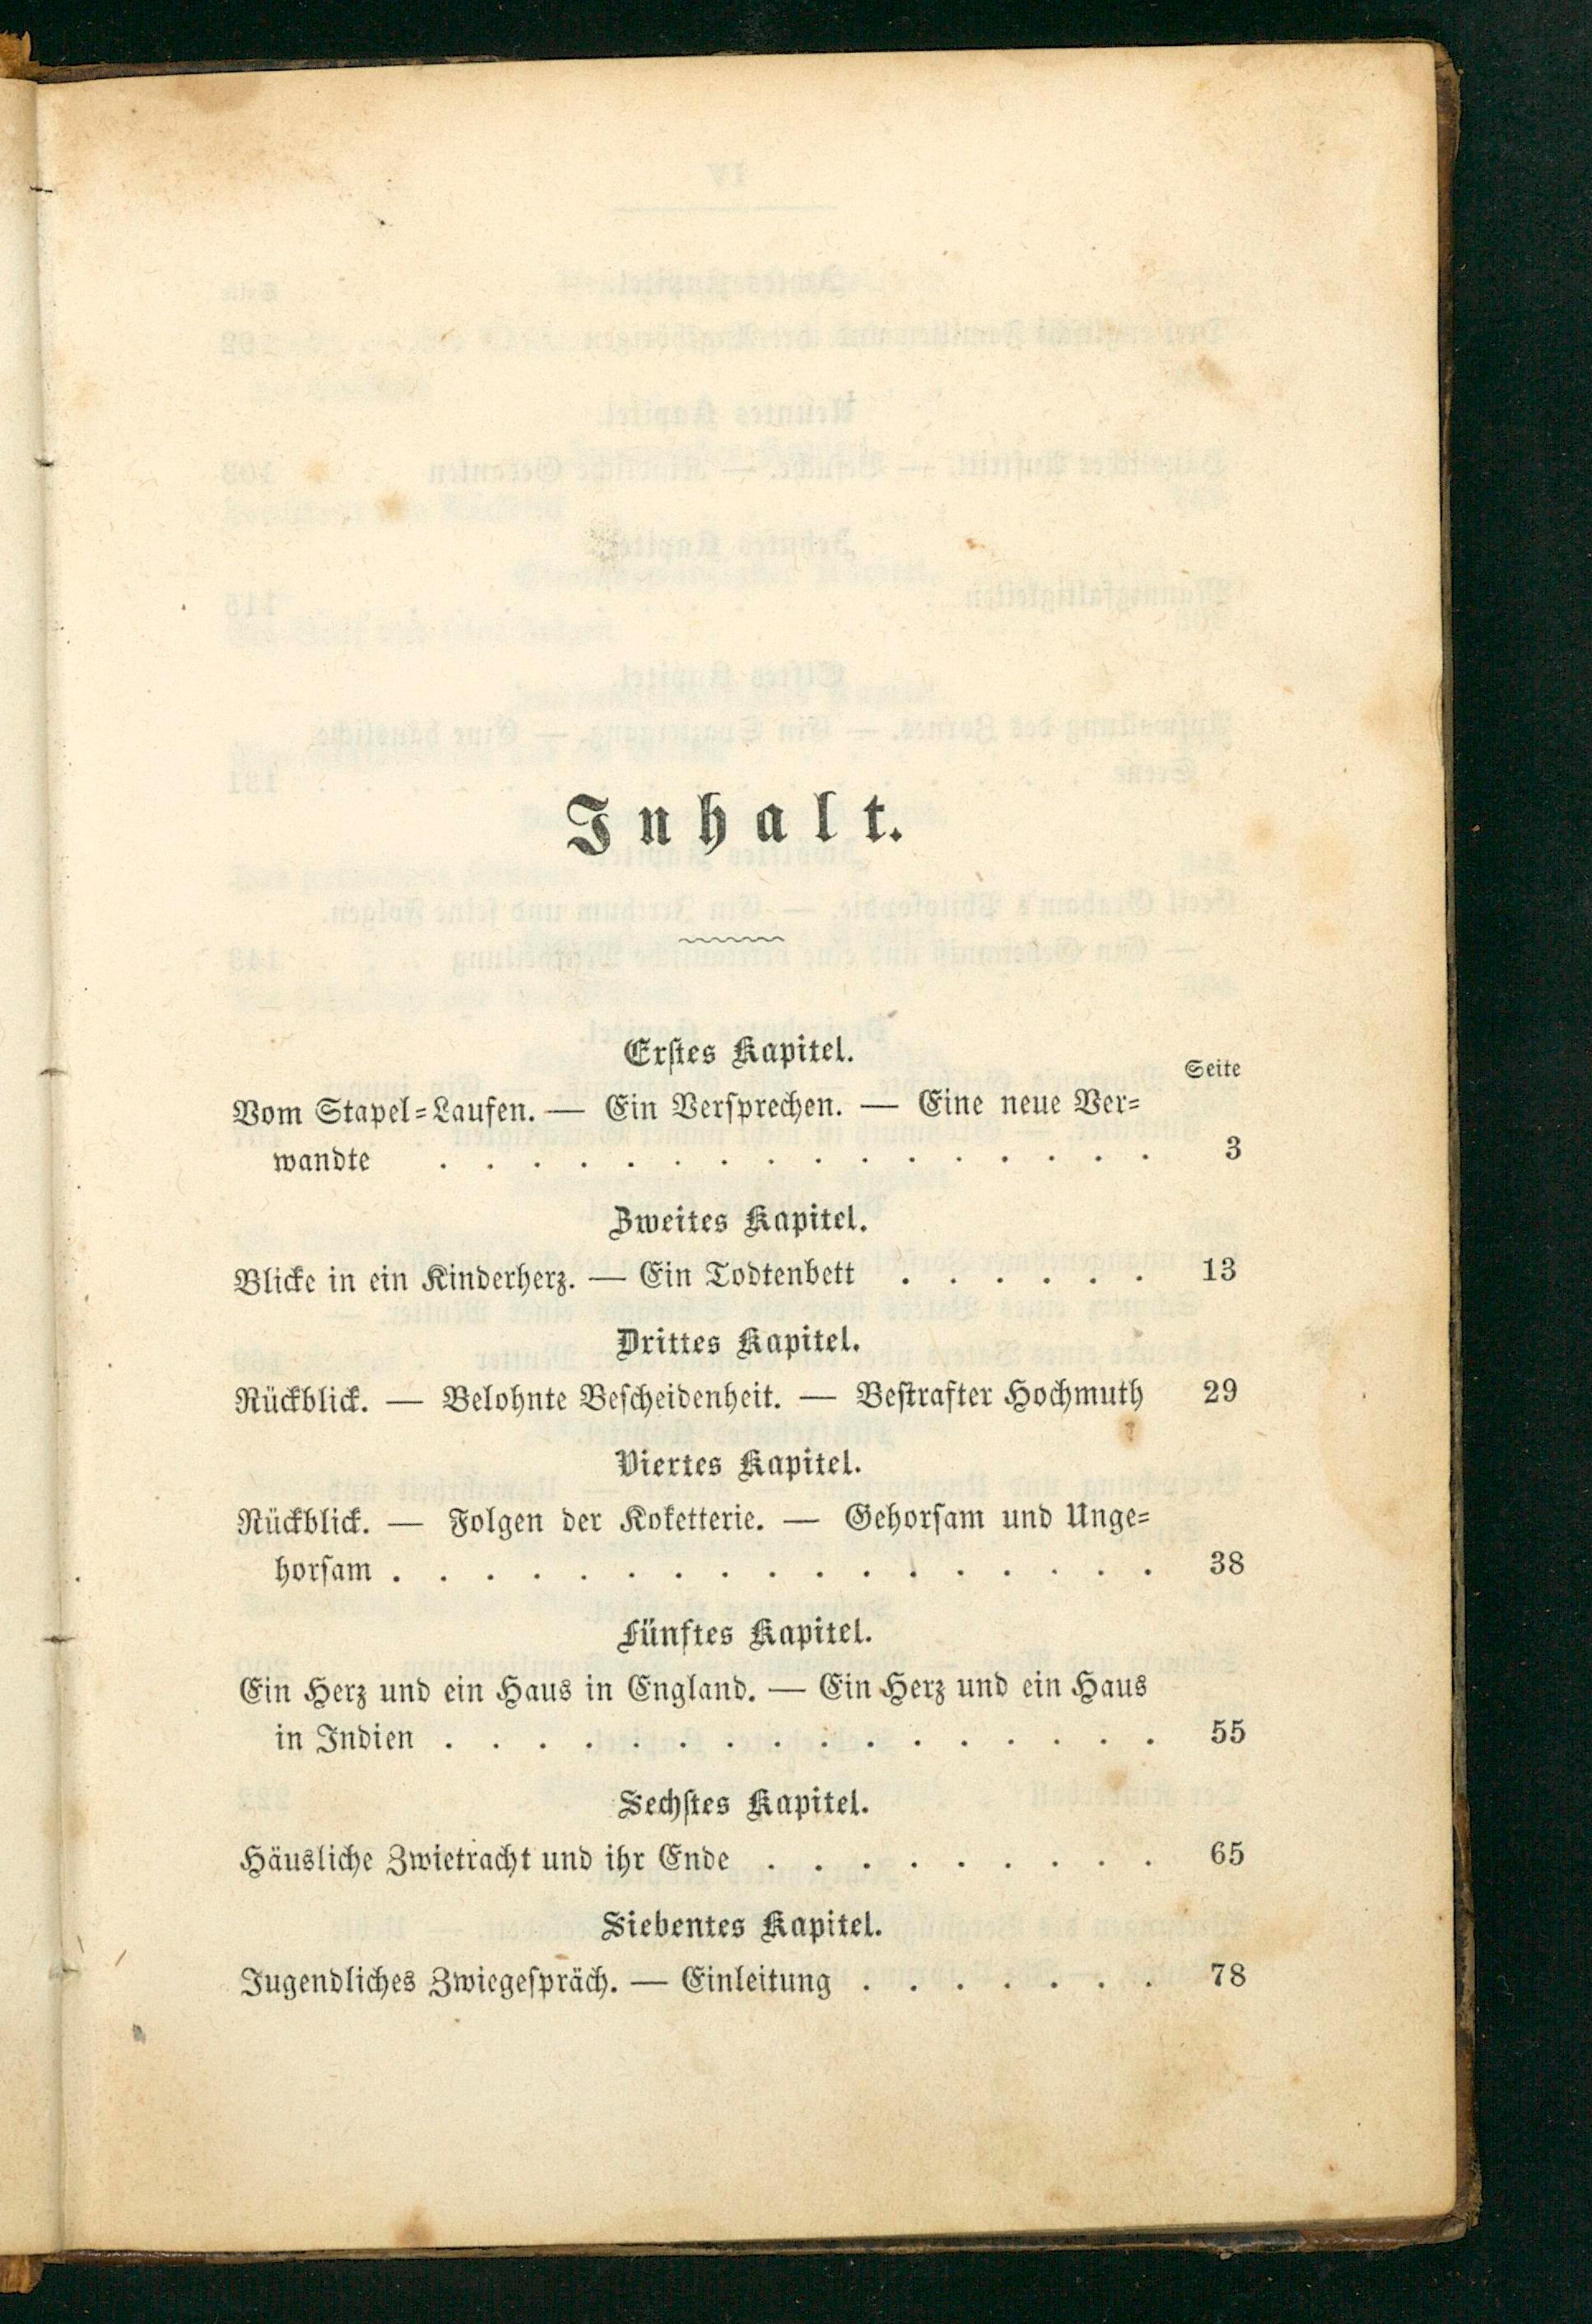 Inhalt.
Erstes Kapitel.
Seite
Vom Stapel=Laufen. — Ein Versprechen. — Eine neue Ver=
wandte . . . . . . . . . . . . . . . . 3
Zweites Kapitel.
Blicke in ein Kinderherz. — Ein Todtenbett . . . . . . 13
Drittes Kapitel.
Rückblick. — Belohnte Bescheidenheit. — Bestrafter Hochmuth 29
Viertes Kapitel.
Rückblick. — Folgen der Koketterie. — Gehorsam und Unge=
horsam . . . . . . . . . . . . . . . . . 38
Fünftes Kapitel.
Ein Herz und ein Haus in England. — Ein Herz und ein Haus
in Indien . . . . . . . . . . . . . . . . 55
Sechstes Kapitel.
Häusliche Zwietracht und ihr Ende . . . . . . . . . 65
Siebentes Kapitel.
Jugendliches Zwiegespräch. — Einleitung . . . . . . . 78